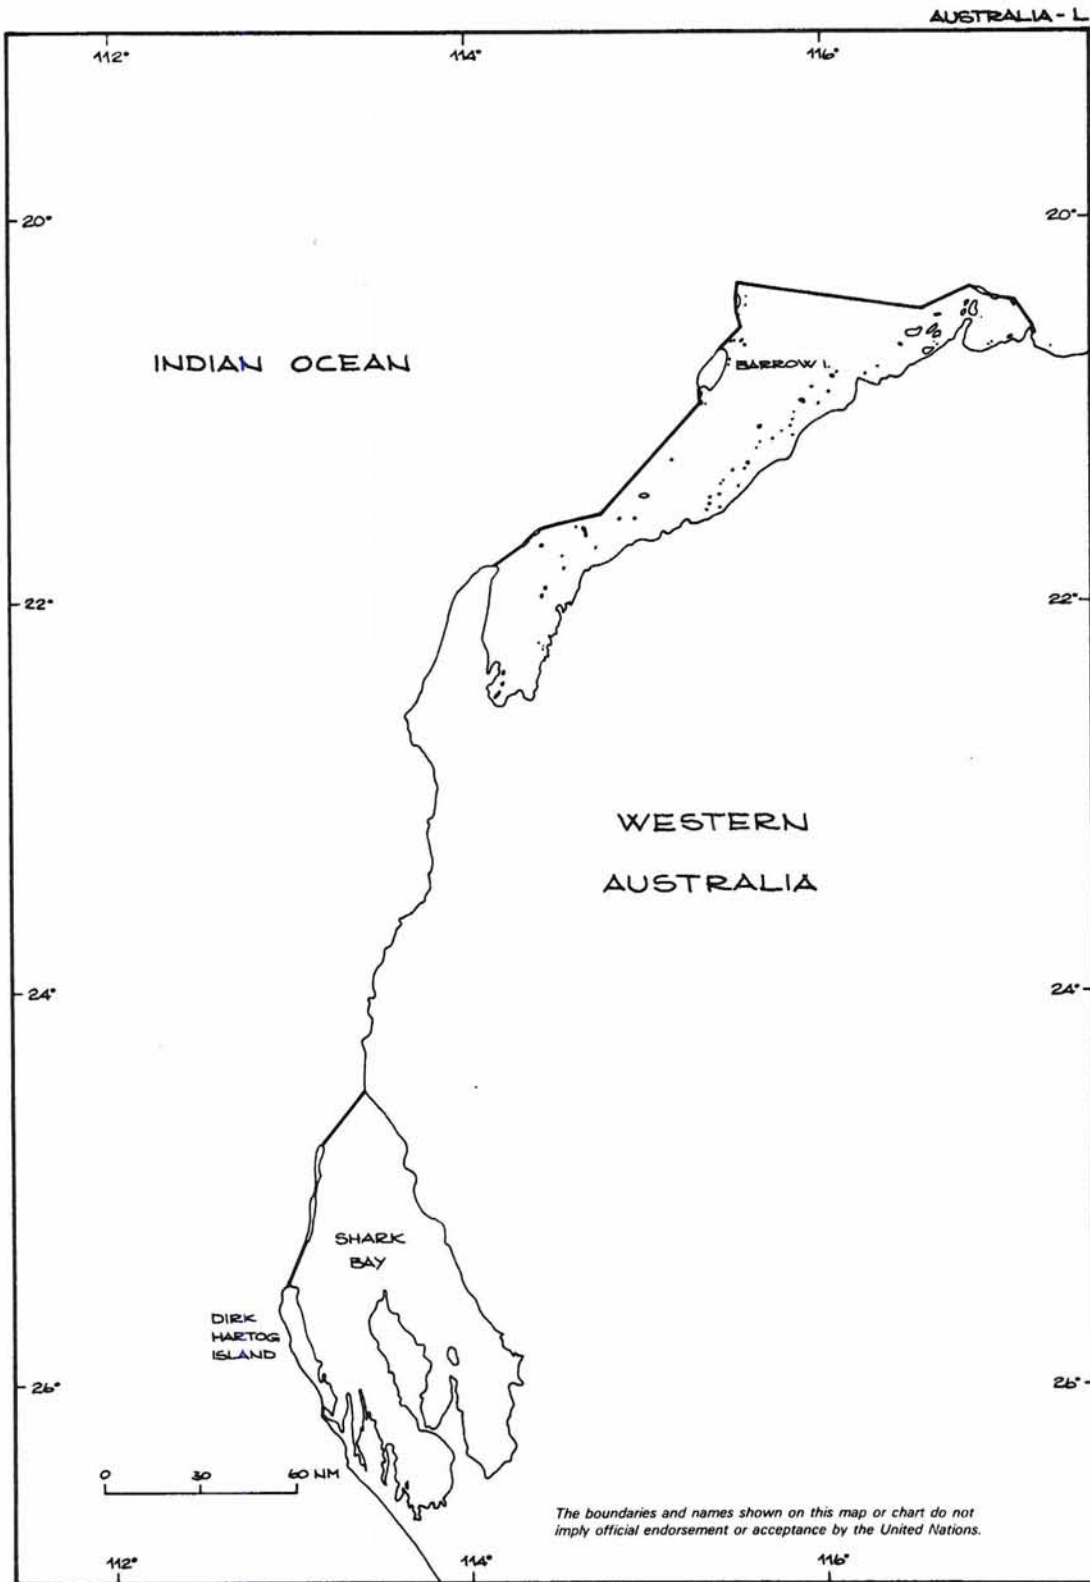 AUSTRALIA - L
112°
114°
116°
20°
20°
INDIAN OCEAN
BARROW I.
22°
22°
WESTERN
AUSTRALIA
24°
24°
SHARK
BAY
DIRK
HARTOG
ISLAND
26°
26°
0 30 60 NM
The boundaries and names shown on this map or chart do not
imply official endorsement or acceptance by the United Nations.
112°
114°
116°